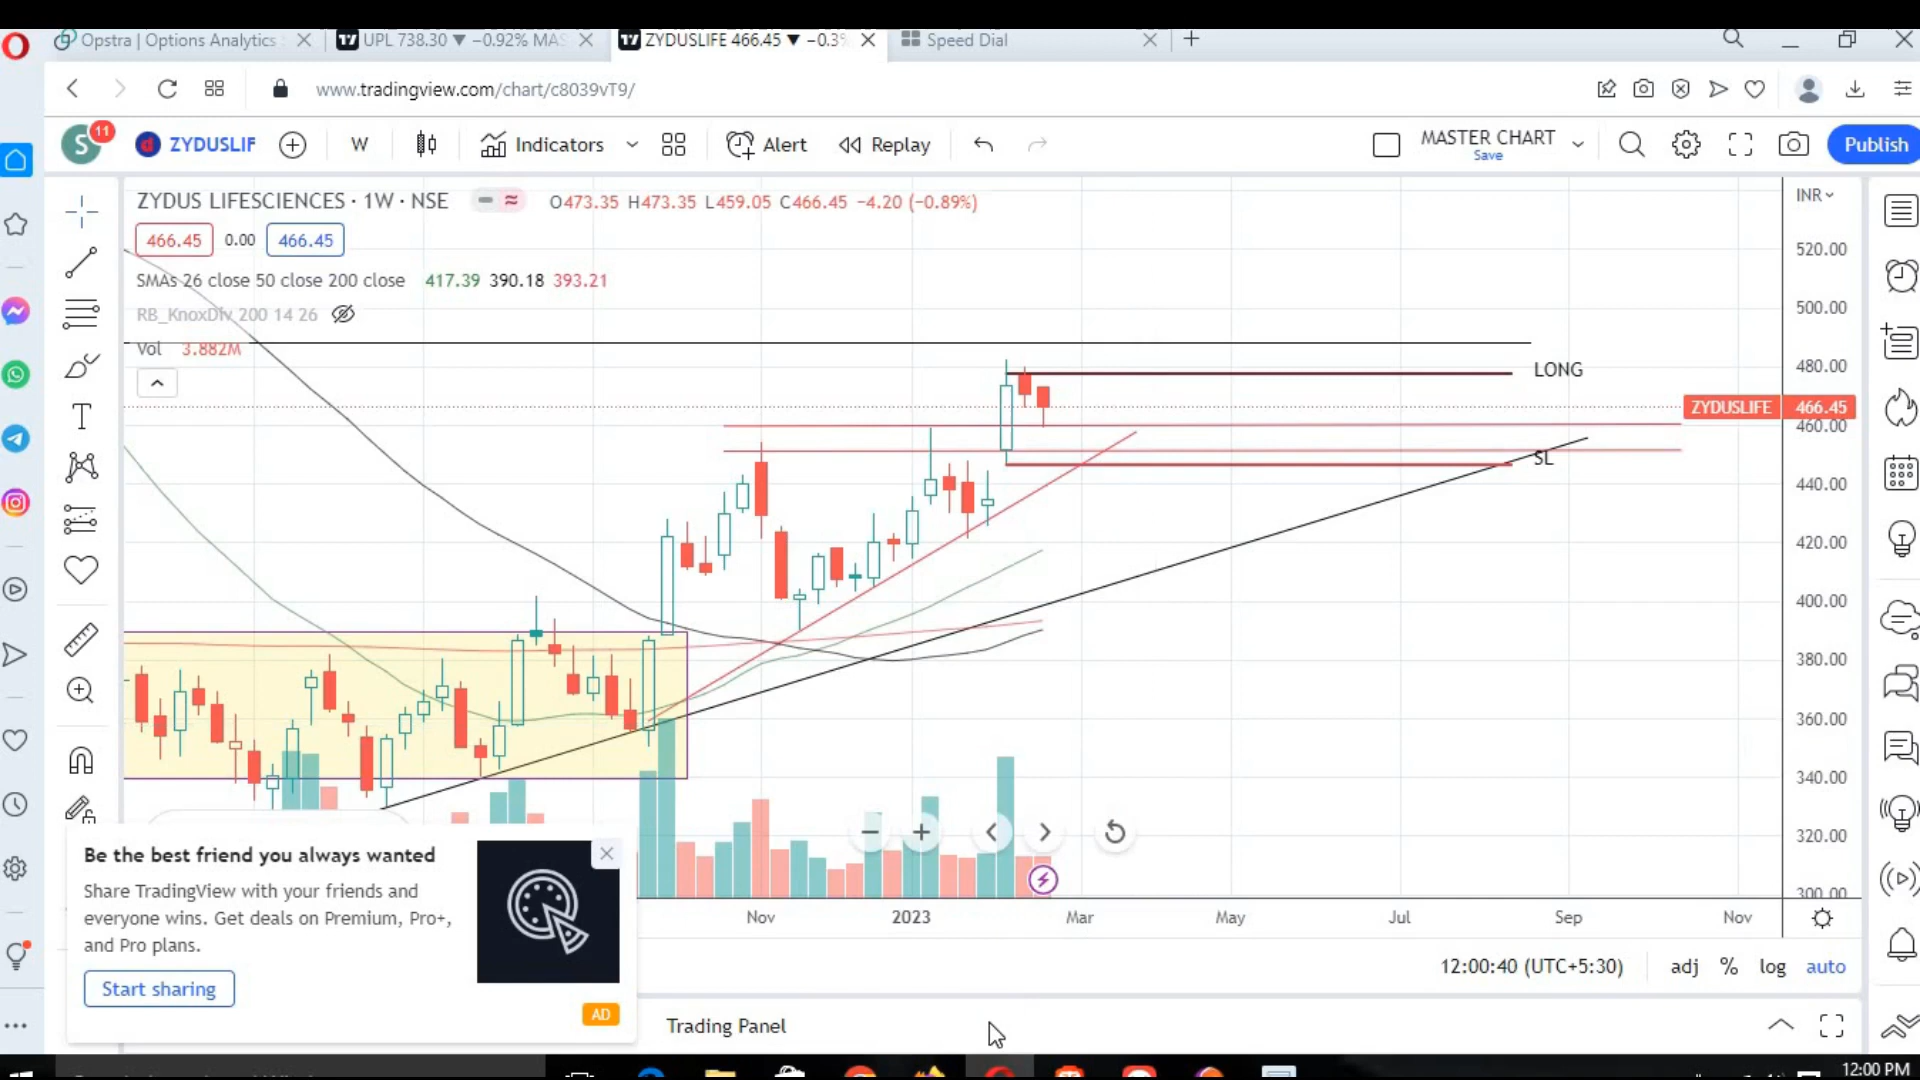 Opstra | Options Analytics
UPL 738.30 ▼ −0.92% MAS
ZYDUSLIFE 466.45 ▼ −0.3%
Speed Dial
www.tradingview.com/chart/c8039vT9/
S
11
ZYDUSLIF
W
Indicators
Alert
Replay
MASTER CHART
Save
Publish
ZYDUS LIFESCIENCES · 1W · NSE
O473.35 H473.35 L459.05 C466.45 −4.20 (−0.89%)
INR
466.45
0.00
466.45
SMAs 26 close 50 close 200 close 417.39 390.18 393.21
RB_KnoxDiv 200 14 26
Vol 3.882M
520.00
500.00
480.00
LONG
ZYDUSLIFE 466.45
460.00
SL
440.00
420.00
400.00
380.00
360.00
340.00
320.00
300.00
Nov
2023
Mar
May
Jul
Sep
Nov
Be the best friend you always wanted
Share TradingView with your friends and
everyone wins. Get deals on Premium, Pro+,
and Pro plans.
Start sharing
AD
12:00:40 (UTC+5:30)
adj
%
log
auto
Trading Panel
12:00 PM